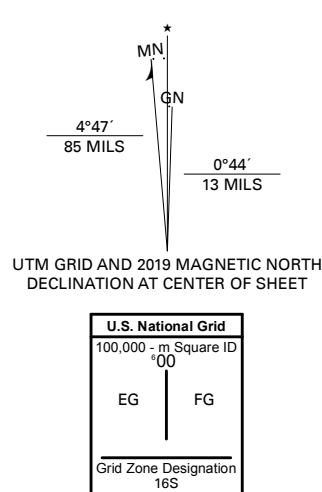 ★
MN
GN
4°47´
85 MILS
0°44´
13 MILS
UTM GRID AND 2019 MAGNETIC NORTH
DECLINATION AT CENTER OF SHEET
U.S. National Grid
100,000 - m Square ID
⁶00
EG FG
Grid Zone Designation
16S